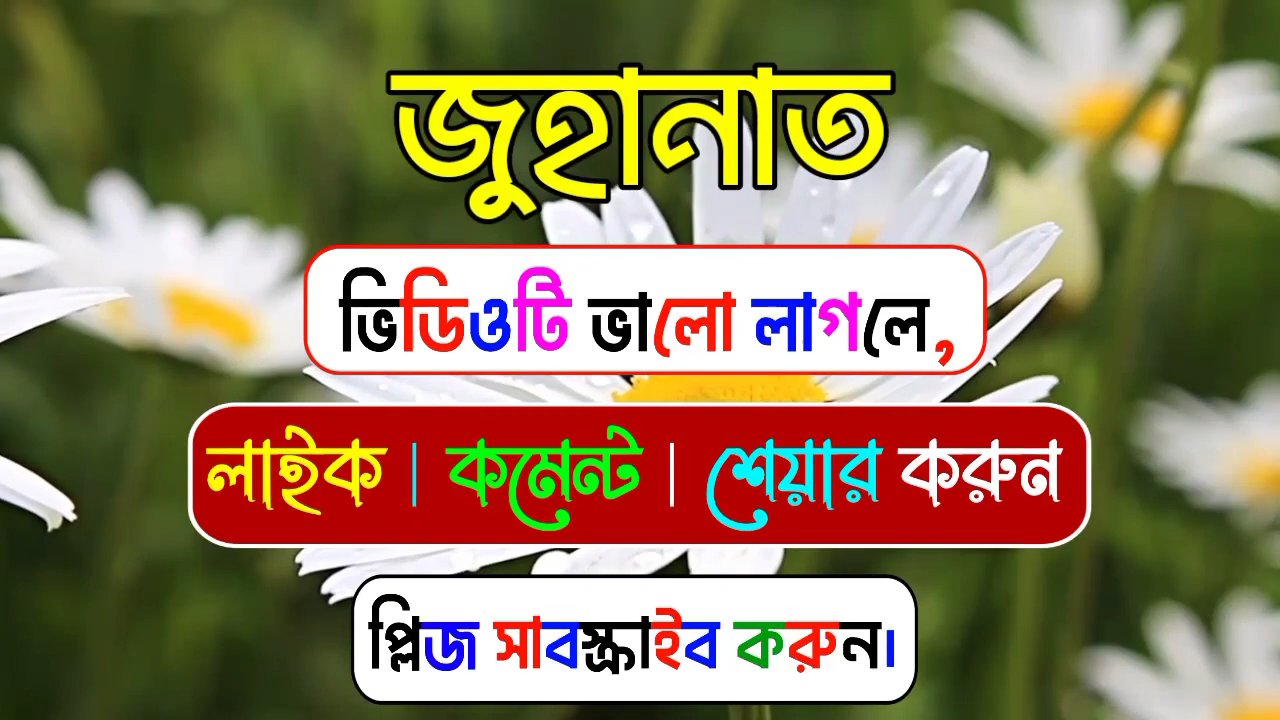 জুহানাত
ভিডিওটি ভালো লাগলে,
লাইক | কমেন্ট | শেয়ার করুন
প্লিজ সাবস্ক্রাইব করুন।